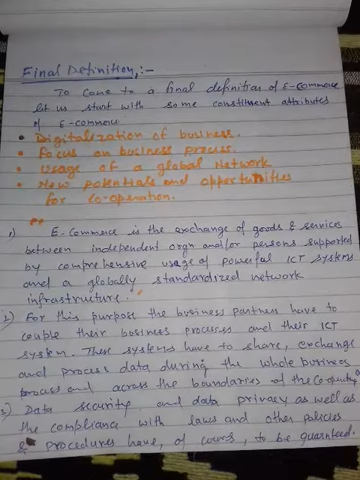 Final Definition,:-
To come to a final definition of E-commerce
let us start with some constituent attributes
of E-commerce
• Digitalization of business.
• Focus on business process.
• Usage of a global Network
• New potentials and opportunities
for co-operation.
1) E-Commerce is the exchange of goods & services
between independent orgn and/or persons supported
by comprehensive usage of powerful ICT systems
and a globally standardized network
infrastructure."
2) For this purpose the business partners have to
couple their business processes and their ICT
system. These systems have to share, exchange
and process data during the whole business
process and across the boundaries of the Cooperating
3) Data security and data privacy as well as
the compliance with laws and other policies
& procedures have, of cours, to be guranteed.